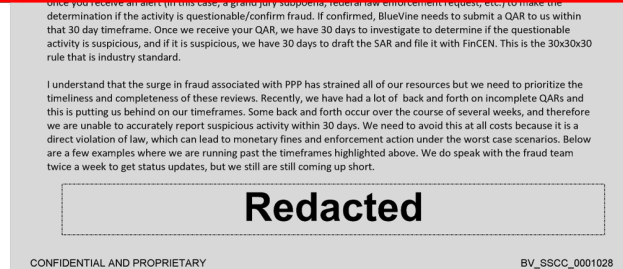 once you receive an alert (in this case, a grand jury subpoena, federal law enforcement request, etc.) to make the
determination if the activity is questionable/confirm fraud. If confirmed, BlueVine needs to submit a QAR to us within
that 30 day timeframe. Once we receive your QAR, we have 30 days to investigate to determine if the questionable
activity is suspicious, and if it is suspicious, we have 30 days to draft the SAR and file it with FinCEN. This is the 30x30x30
rule that is industry standard.
I understand that the surge in fraud associated with PPP has strained all of our resources but we need to prioritize the
timeliness and completeness of these reviews. Recently, we have had a lot of back and forth on incomplete QARs and
this is putting us behind on our timeframes. Some back and forth occur over the course of several weeks, and therefore
we are unable to accurately report suspicious activity within 30 days. We need to avoid this at all costs because it is a
direct violation of law, which can lead to monetary fines and enforcement action under the worst case scenarios. Below
are a few examples where we are running past the timeframes highlighted above. We do speak with the fraud team
twice a week to get status updates, but we still are still coming up short.
Redacted
CONFIDENTIAL AND PROPRIETARY
BV_SSCC_0001028